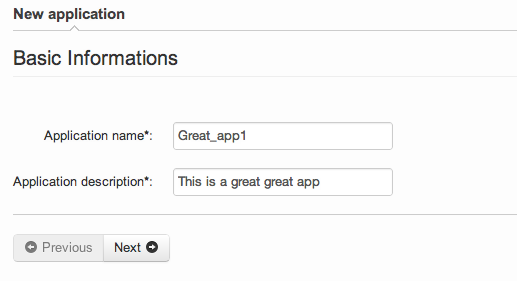 New application
Basic Informations
Application name*: Great_app1
Application description*: This is a great great app
Previous Next